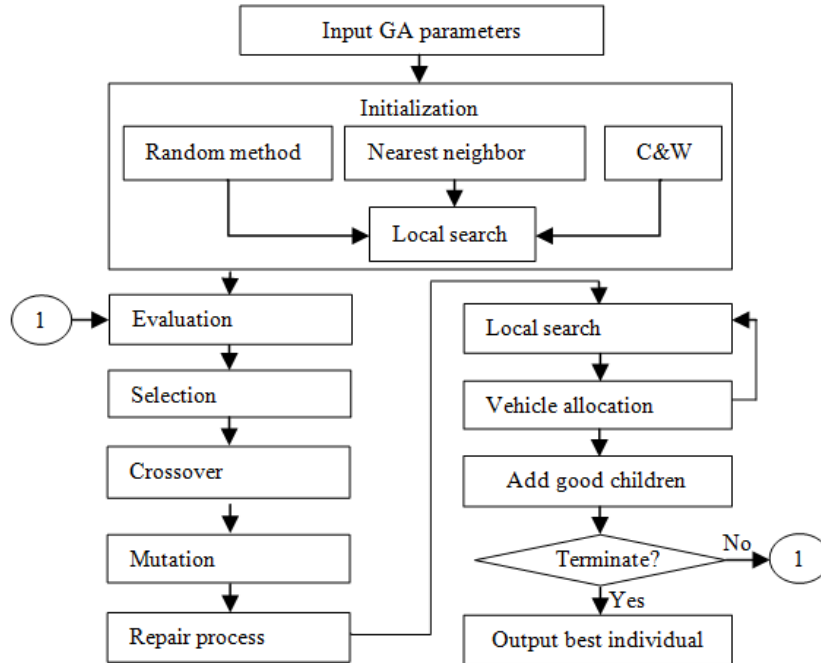 Input GA parameters
Initialization
Random method
Nearest neighbor
C&W
Local search
1
Evaluation
Selection
Crossover
Mutation
Repair process
Local search
Vehicle allocation
Add good children
Terminate?
No
1
Yes
Output best individual